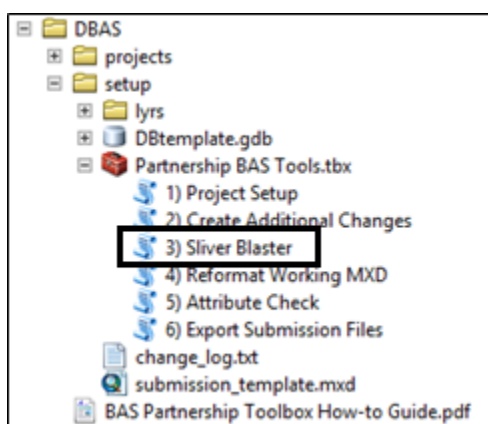 DBAS
projects
setup
lyrs
DBtemplate.gdb
Partnership BAS Tools.tbx
1) Project Setup
2) Create Additional Changes
3) Sliver Blaster
4) Reformat Working MXD
5) Attribute Check
6) Export Submission Files
change_log.txt
submission_template.mxd
BAS Partnership Toolbox How-to Guide.pdf